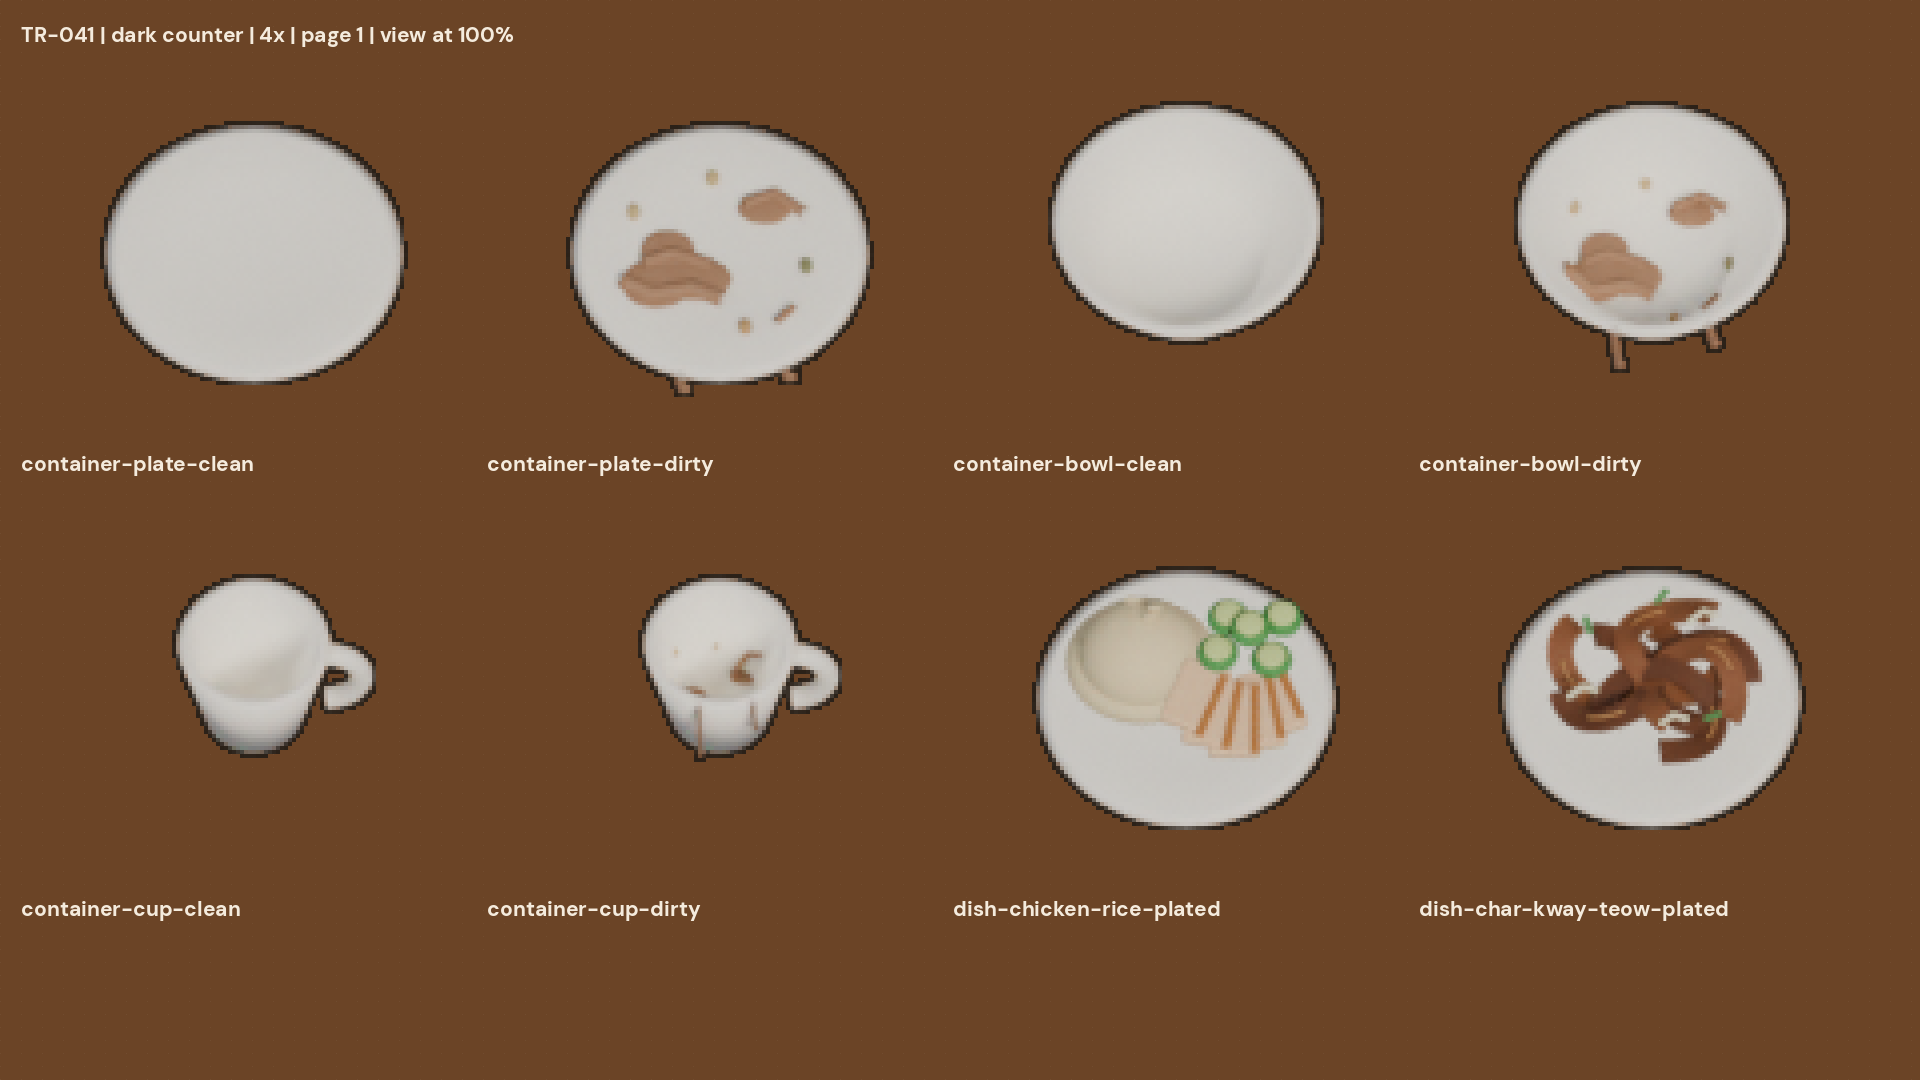 TR-041 | dark counter | 4x | page 1 | view at 100%
container-plate-clean
container-plate-dirty
container-bowl-clean
container-bowl-dirty
container-cup-clean
container-cup-dirty
dish-chicken-rice-plated
dish-char-kway-teow-plated